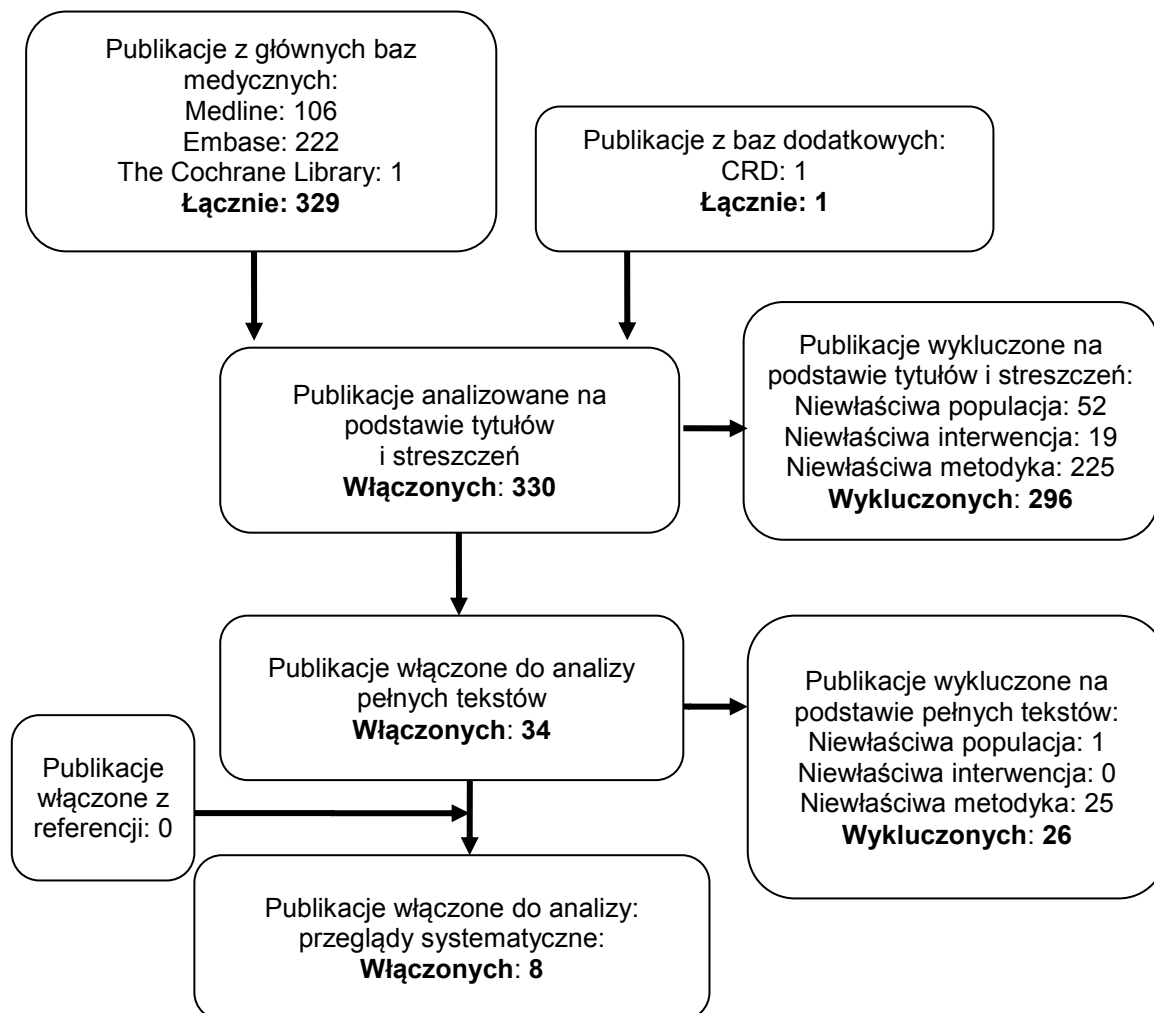 Publikacje z głównych baz
medycznych:
Medline: 106
Embase: 222
The Cochrane Library: 1
Łącznie: 329
Publikacje z baz dodatkowych:
CRD: 1
Łącznie: 1
Publikacje analizowane na
podstawie tytułów
i streszczeń
Włączonych: 330
Publikacje wykluczone na
podstawie tytułów i streszczeń:
Niewłaściwa populacja: 52
Niewłaściwa interwencja: 19
Niewłaściwa metodyka: 225
Wykluczonych: 296
Publikacje włączone do analizy
pełnych tekstów
Włączonych: 34
Publikacje wykluczone na
podstawie pełnych tekstów:
Niewłaściwa populacja: 1
Niewłaściwa interwencja: 0
Niewłaściwa metodyka: 25
Wykluczonych: 26
Publikacje
włączone z
referencji: 0
Publikacje włączone do analizy:
przeglądy systematyczne:
Włączonych: 8